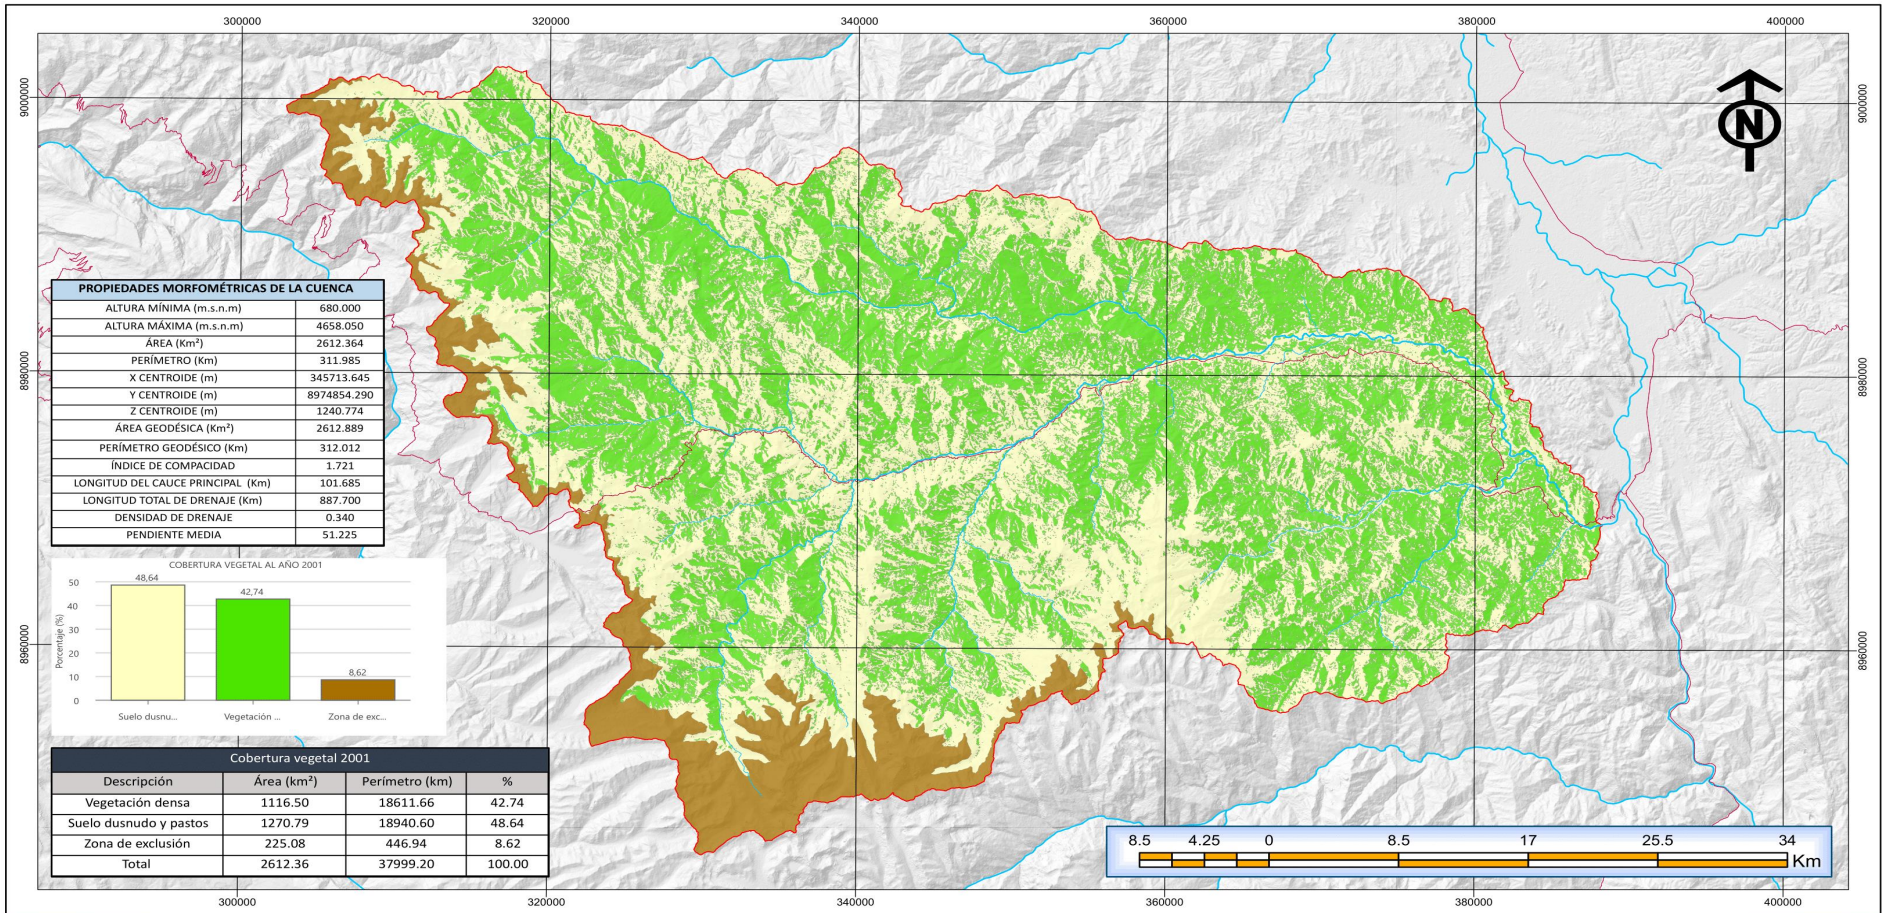 300000 320000 340000 360000 380000 400000
9000000 9000000
N
PROPIEDADES MORFOMÉTRICAS DE LA CUENCA
ALTURA MÍNIMA (m.s.n.m) 680.000
ALTURA MÁXIMA (m.s.n.m) 4658.050
ÁREA (Km²) 2612.364
PERÍMETRO (Km) 311.985
X CENTROIDE (m) 345713.645
Y CENTROIDE (m) 8974854.290
Z CENTROIDE (m) 1240.774
ÁREA GEODÉSICA (Km²) 2612.889
PERÍMETRO GEODÉSICO (Km) 312.012
ÍNDICE DE COMPACIDAD 1.721
LONGITUD DEL CAUCE PRINCIPAL (Km) 101.685
LONGITUD TOTAL DE DRENAJE (Km) 887.700
DENSIDAD DE DRENAJE 0.340
PENDIENTE MEDIA 51.225
8980000 8980000
COBERTURA VEGETAL AL AÑO 2001
Porcentaje (%)
50
40
30
20
10
0
48,64
42,74
8,62
Suelo dusnu... Vegetación ... Zona de exc...
8960000 8960000
Cobertura vegetal 2001
Descripción Área (km²) Perímetro (km) %
Vegetación densa 1116.50 18611.66 42.74
Suelo dusnudo y pastos 1270.79 18940.60 48.64
Zona de exclusión 225.08 446.94 8.62
Total 2612.36 37999.20 100.00
8.5 4.25 0 8.5 17 25.5 34
Km
300000 320000 340000 360000 380000 400000